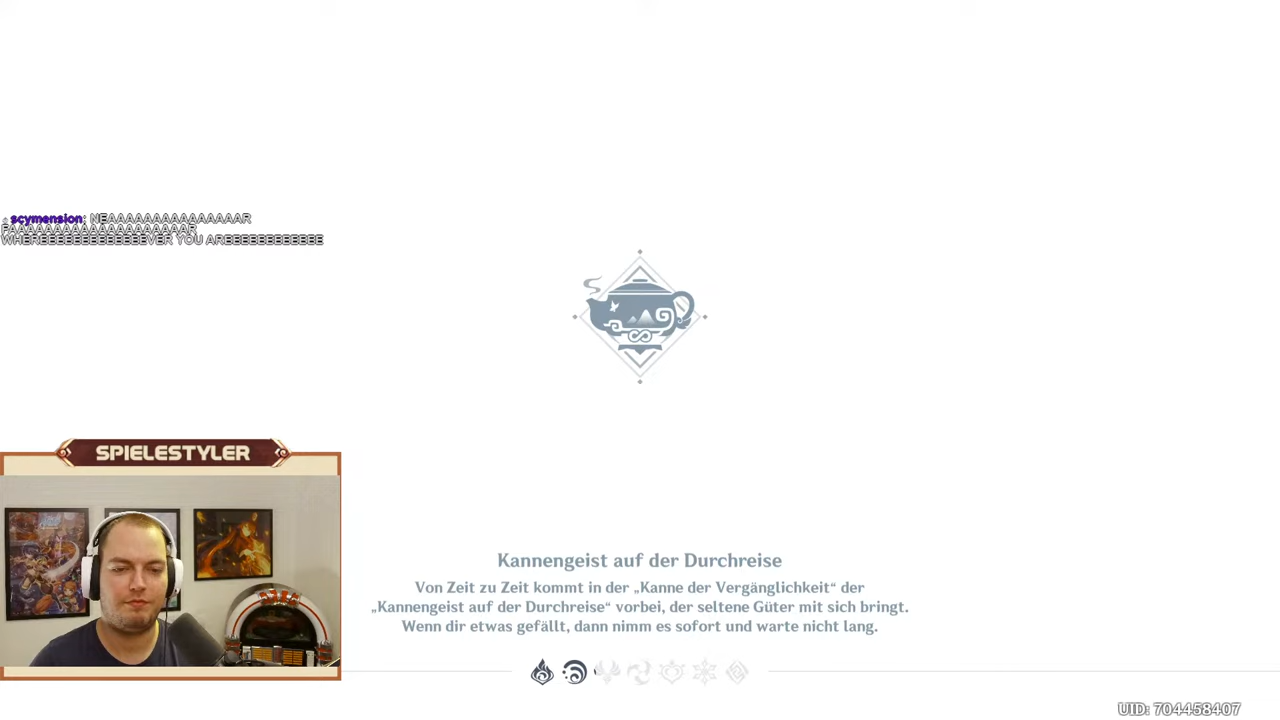 scymension: NEAAAAAAAAAAAAAAAR
FAAAAAAAAAAAAAAAAAAAAR
WHEREEEEEEEEEEEEEVER YOU AREEEEEEEEEEEE
SPIELESTYLER
Kannengeist auf der Durchreise
Von Zeit zu Zeit kommt in der „Kanne der Vergänglichkeit“ der
„Kannengeist auf der Durchreise“ vorbei, der seltene Güter mit sich bringt.
Wenn dir etwas gefällt, dann nimm es sofort und warte nicht lang.
UID: 704458407